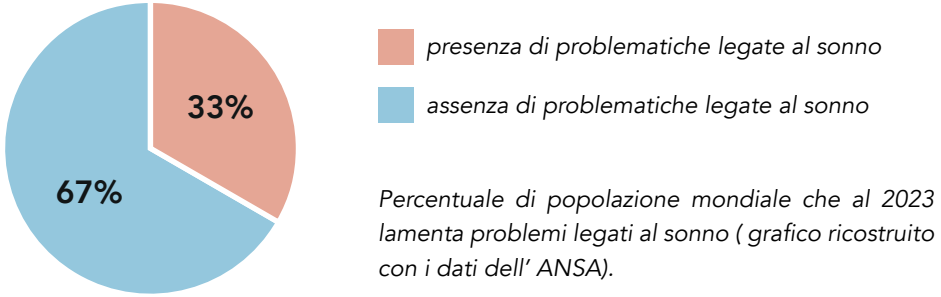 33%
67%
presenza di problematiche legate al sonno
assenza di problematiche legate al sonno
Percentuale di popolazione mondiale che al 2023
lamenta problemi legati al sonno ( grafico ricostruito
con i dati dell’ ANSA).